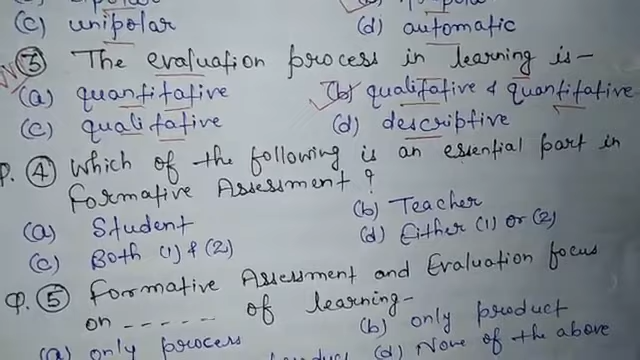 (c) unipolar (d) automatic
(3) The evaluation process in learning is-
(a) quantitative (b) qualitative & quantitative
(c) qualitative (d) descriptive
P. (4) Which of the following is an essential part in
Formative Assessment?
(a) Student (b) Teacher
(c) Both (1) & (2) (d) Either (1) or (2)
Q. (5) Formative Assessment and Evaluation focus
on ----- of learning-
(a) only process (b) only product
(d) None of the above